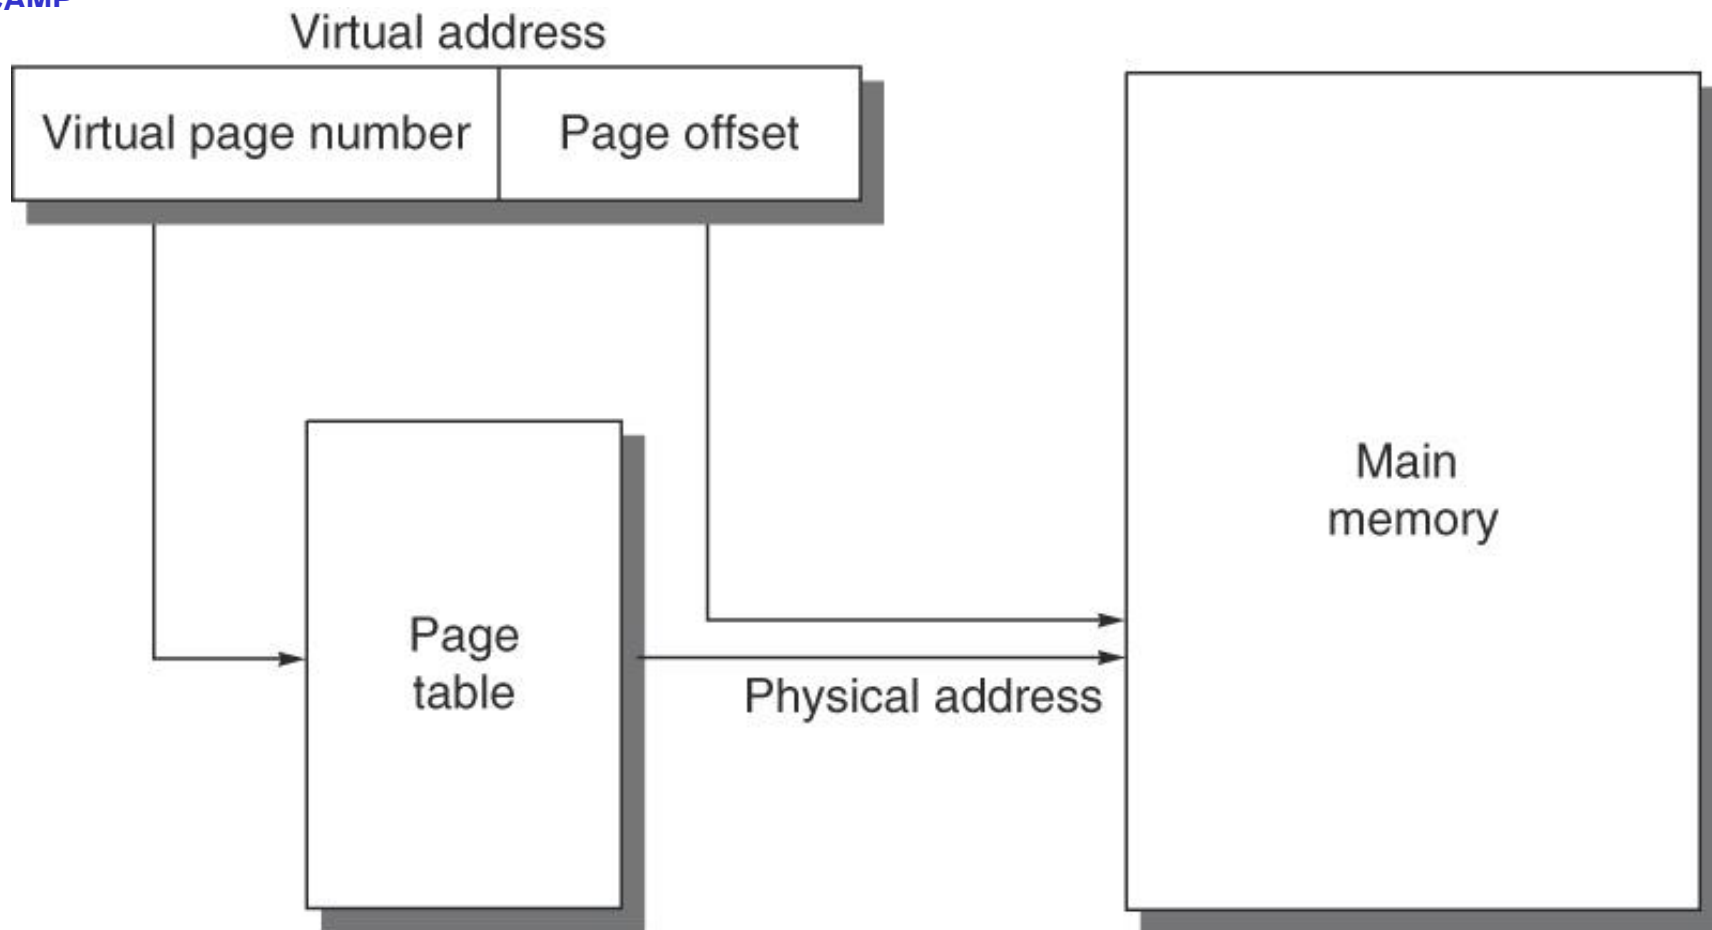 Virtual address
Virtual page number
Page offset
Main
memory
Page
table
Physical address